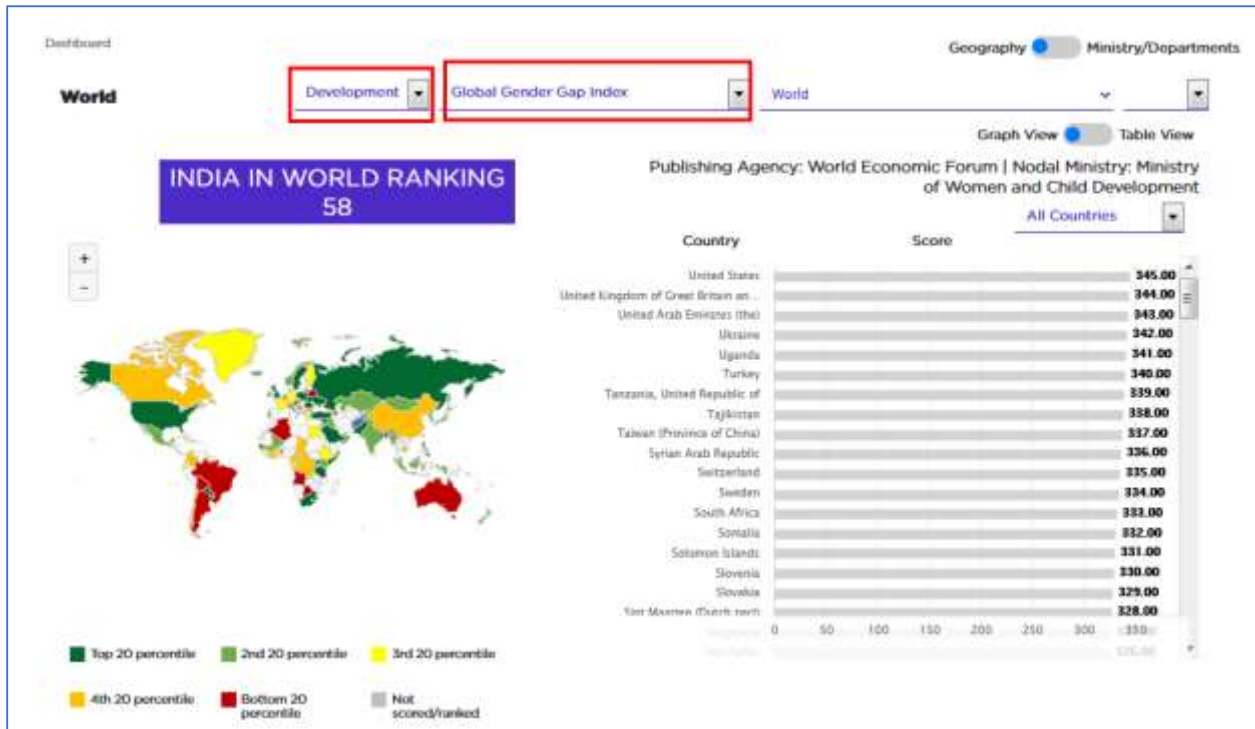 Dashboard
Geography Ministry/Departments
World
Development
Global Gender Gap Index
World
Graph View Table View
INDIA IN WORLD RANKING
58
Publishing Agency: World Economic Forum | Nodal Ministry: Ministry
of Women and Child Development
All Countries
Country Score
+
−
United States 345.00
United Kingdom of Great Britain an... 344.00
United Arab Emirates (the) 343.00
Ukraine 342.00
Uganda 341.00
Turkey 340.00
Tanzania, United Republic of 339.00
Tajikistan 338.00
Taiwan (Province of China) 337.00
Syrian Arab Republic 336.00
Switzerland 335.00
Sweden 334.00
South Africa 333.00
Somalia 332.00
Solomon Islands 331.00
Slovenia 330.00
Slovakia 329.00
Sint Maarten (Dutch part) 328.00
0 50 100 150 200 250 300 350
Top 20 percentile
2nd 20 percentile
3rd 20 percentile
4th 20 percentile
Bottom 20
percentile
Not
scored/ranked